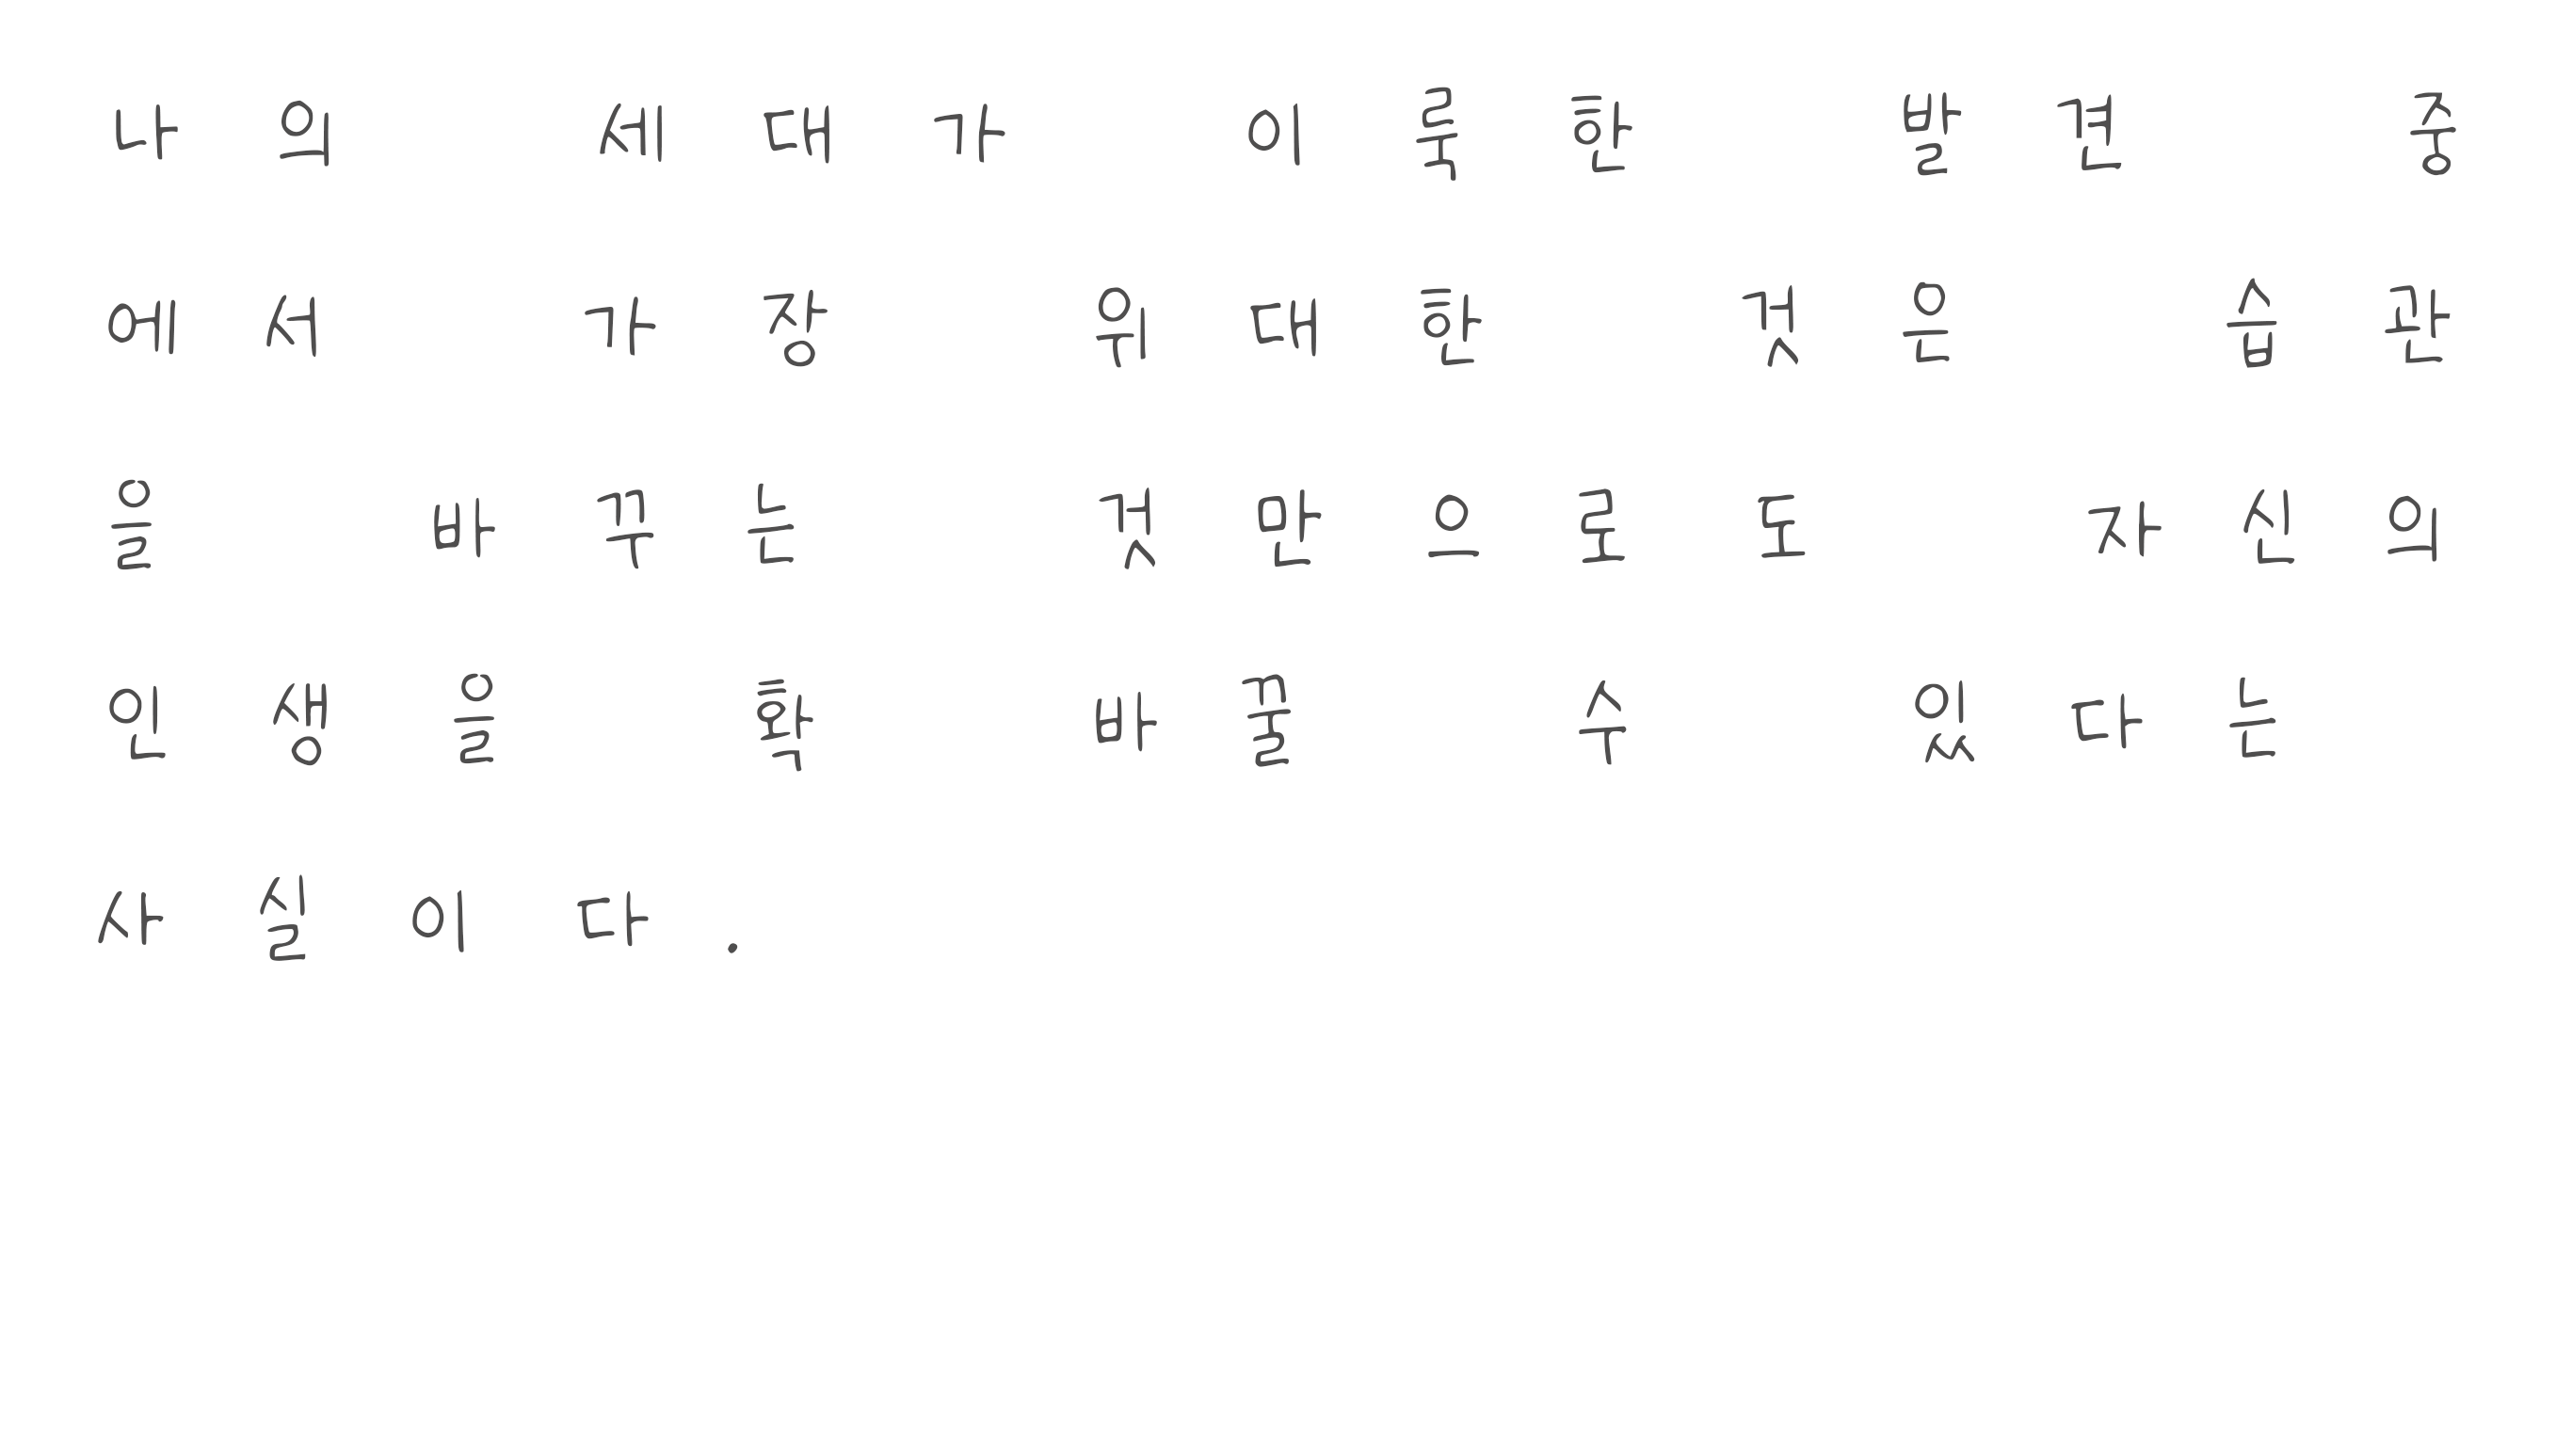 나의 세대가 이룩한 발견 중
에서 가장 위대한 것은 습관
을 바꾸는 것만으로도 자신의
인생을 확 바꿀 수 있다는
사실이다.